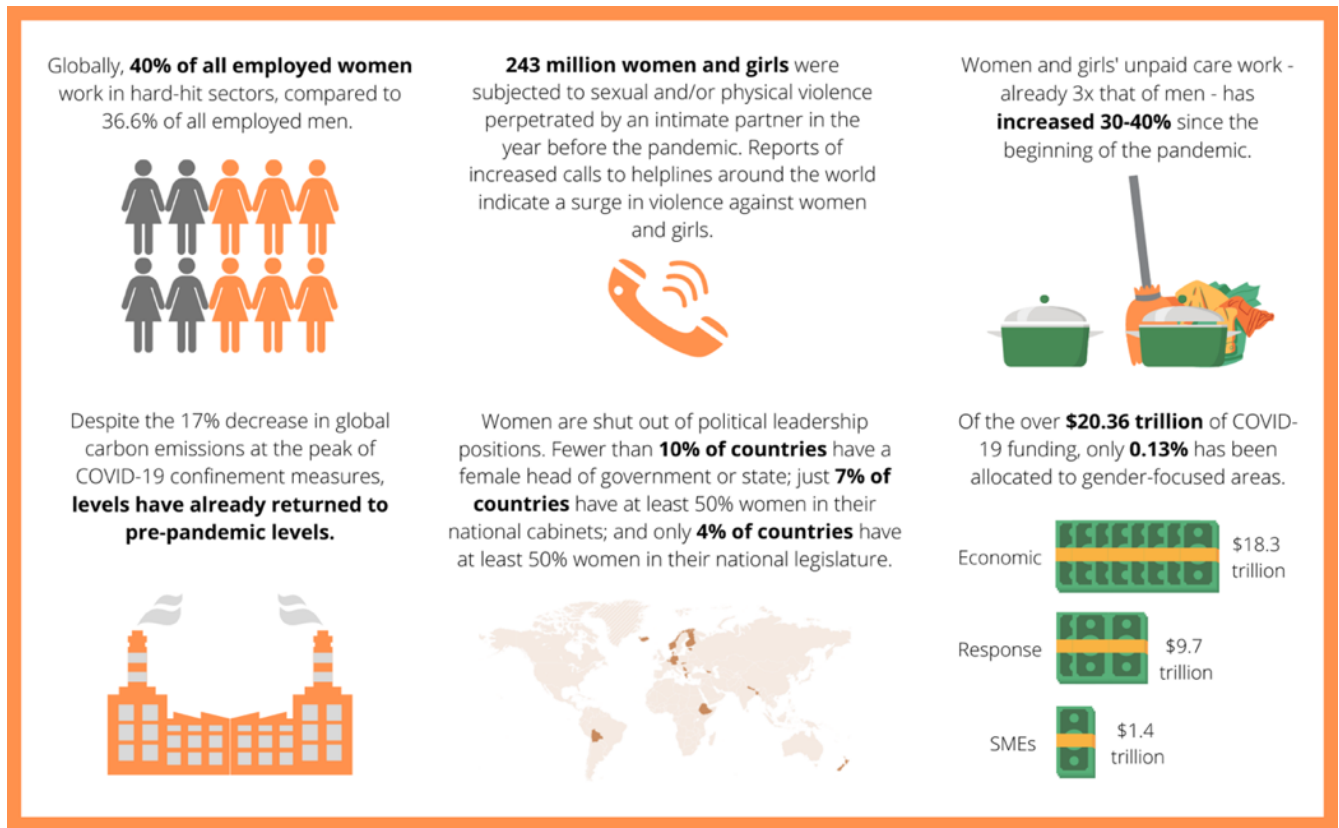 Globally, 40% of all employed women
work in hard-hit sectors, compared to
36.6% of all employed men.
243 million women and girls were
subjected to sexual and/or physical violence
perpetrated by an intimate partner in the
year before the pandemic. Reports of
increased calls to helplines around the world
indicate a surge in violence against women
and girls.
Women and girls' unpaid care work -
already 3x that of men - has
increased 30-40% since the
beginning of the pandemic.
Despite the 17% decrease in global
carbon emissions at the peak of
COVID-19 confinement measures,
levels have already returned to
pre-pandemic levels.
Women are shut out of political leadership
positions. Fewer than 10% of countries have a
female head of government or state; just 7% of
countries have at least 50% women in their
national cabinets; and only 4% of countries have
at least 50% women in their national legislature.
Of the over $20.36 trillion of COVID-
19 funding, only 0.13% has been
allocated to gender-focused areas.
Economic
$18.3
trillion
Response
$9.7
trillion
SMEs
$1.4
trillion